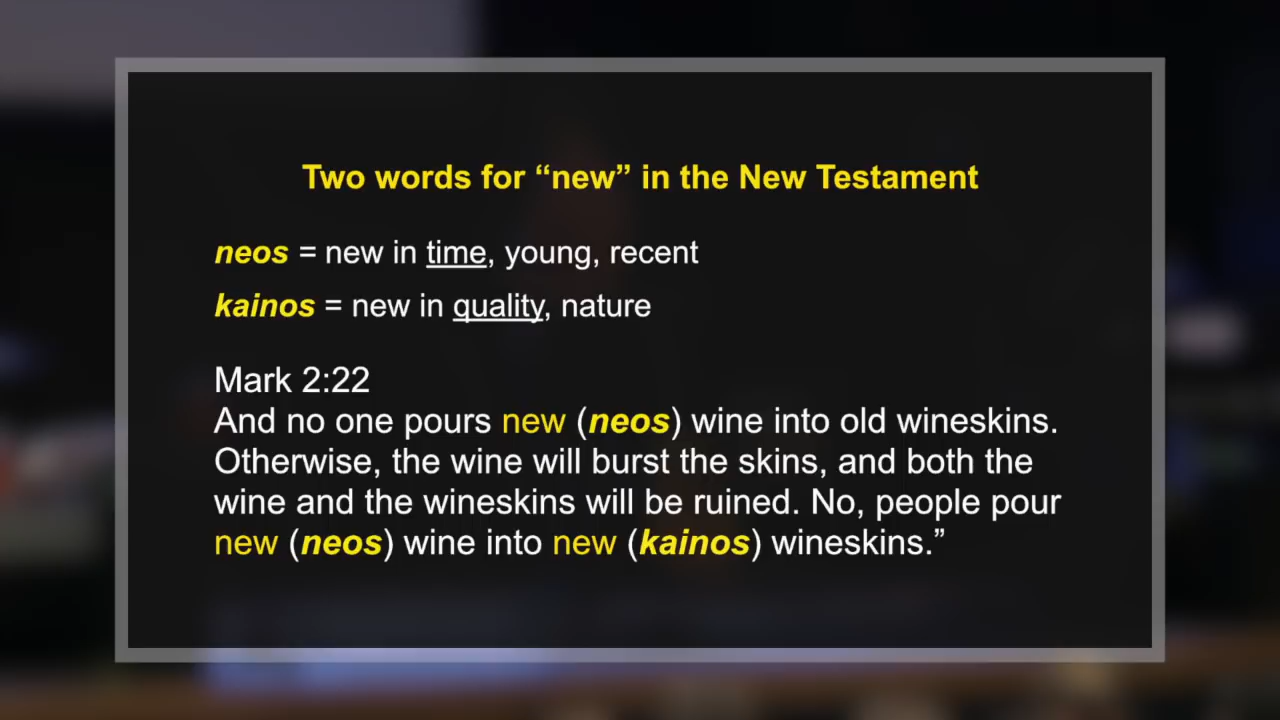 Two words for “new” in the New Testament
neos = new in time, young, recent
kainos = new in quality, nature
Mark 2:22
And no one pours new (neos) wine into old wineskins.
Otherwise, the wine will burst the skins, and both the
wine and the wineskins will be ruined. No, people pour
new (neos) wine into new (kainos) wineskins.”